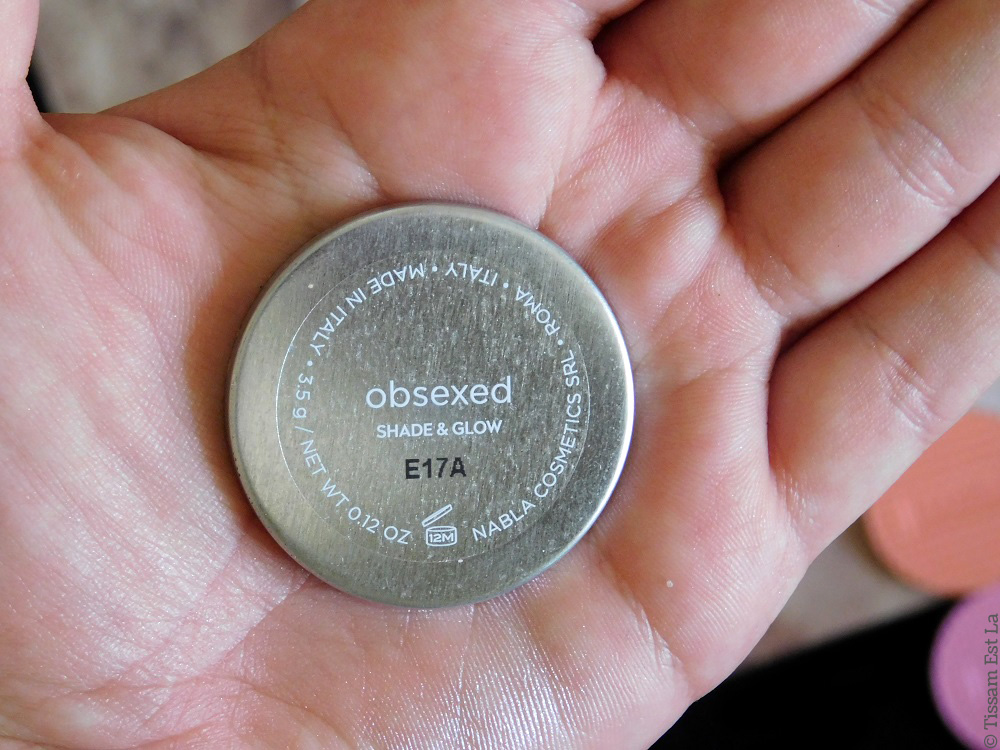 obsexed
SHADE & GLOW
E17A
12M
NABLA COSMETICS SRL • ROMA • ITALY • MADE IN ITALY • 3.5 g / NET WT 0.12 OZ
© Tissam Est La